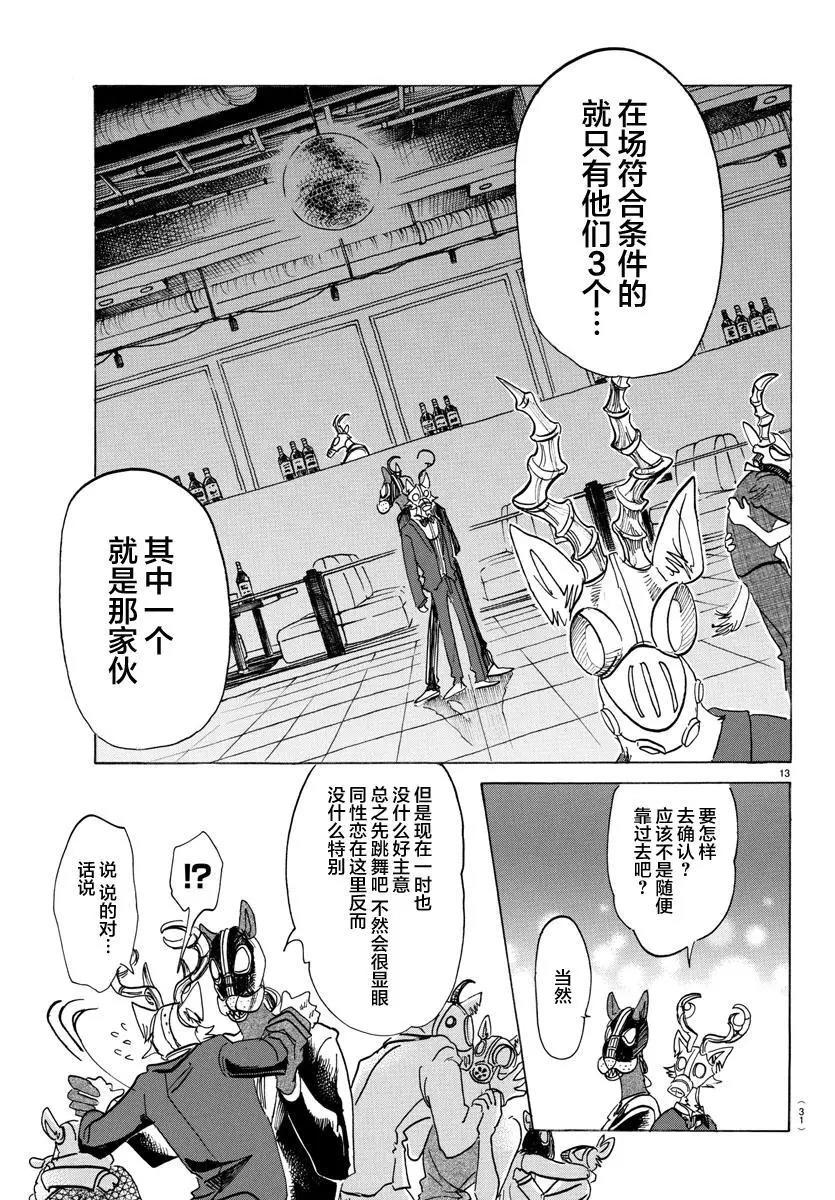 在场符合条件的
就只有他们3个…
其中一个
就是那家伙
13
要怎样
去确认？
应该不是随便
靠过去吧？
当然
但是现在一时也
没什么好主意
总之先跳舞吧 不然会很显眼
同性恋在这里反而
没什么特别
!?
说 说的对…
话说
(31)